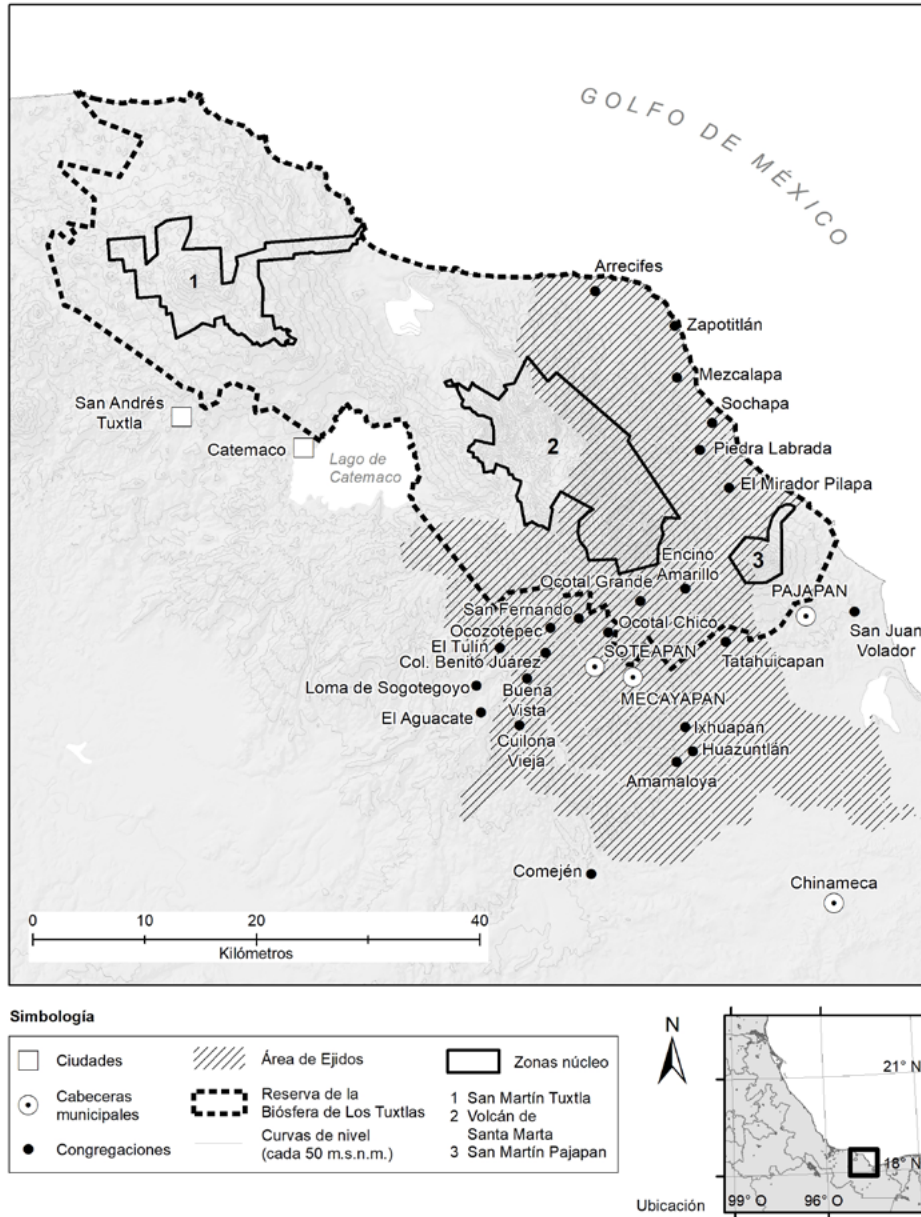 GOLFO DE MÉXICO
Arrecifes
Zapotitlán
1
Mezcalapa
San Andrés
Tuxtla
Sochapa
Catemaco
2
Piedra Labrada
Lago de
Catemaco
El Mirador Pilapa
3
Encino
Amarillo
Ocotal Grande
PAJAPAN
San Fernando
Ocotal Chico
San Juan
Volador
Ocozotepec
El Tulín
SOTEAPAN
Tatahuicapan
Col. Benito Juárez
Loma de Sogotegoyo
Buena
Vista
MECAYAPAN
El Aguacate
Ixhuapan
Cuilona
Vieja
Huazuntlán
Amamaloya
Comején
Chinameca
0 10 20 40
Kilómetros
Simbología
Ciudades
Cabeceras
municipales
Congregaciones
Área de Ejidos
Reserva de la
Biósfera de Los Tuxtlas
Curvas de nivel
(cada 50 m.s.n.m.)
Zonas núcleo
1 San Martín Tuxtla
2 Volcán de
Santa Marta
3 San Martín Pajapan
N
21° N
18° N
99° O 96° O
Ubicación